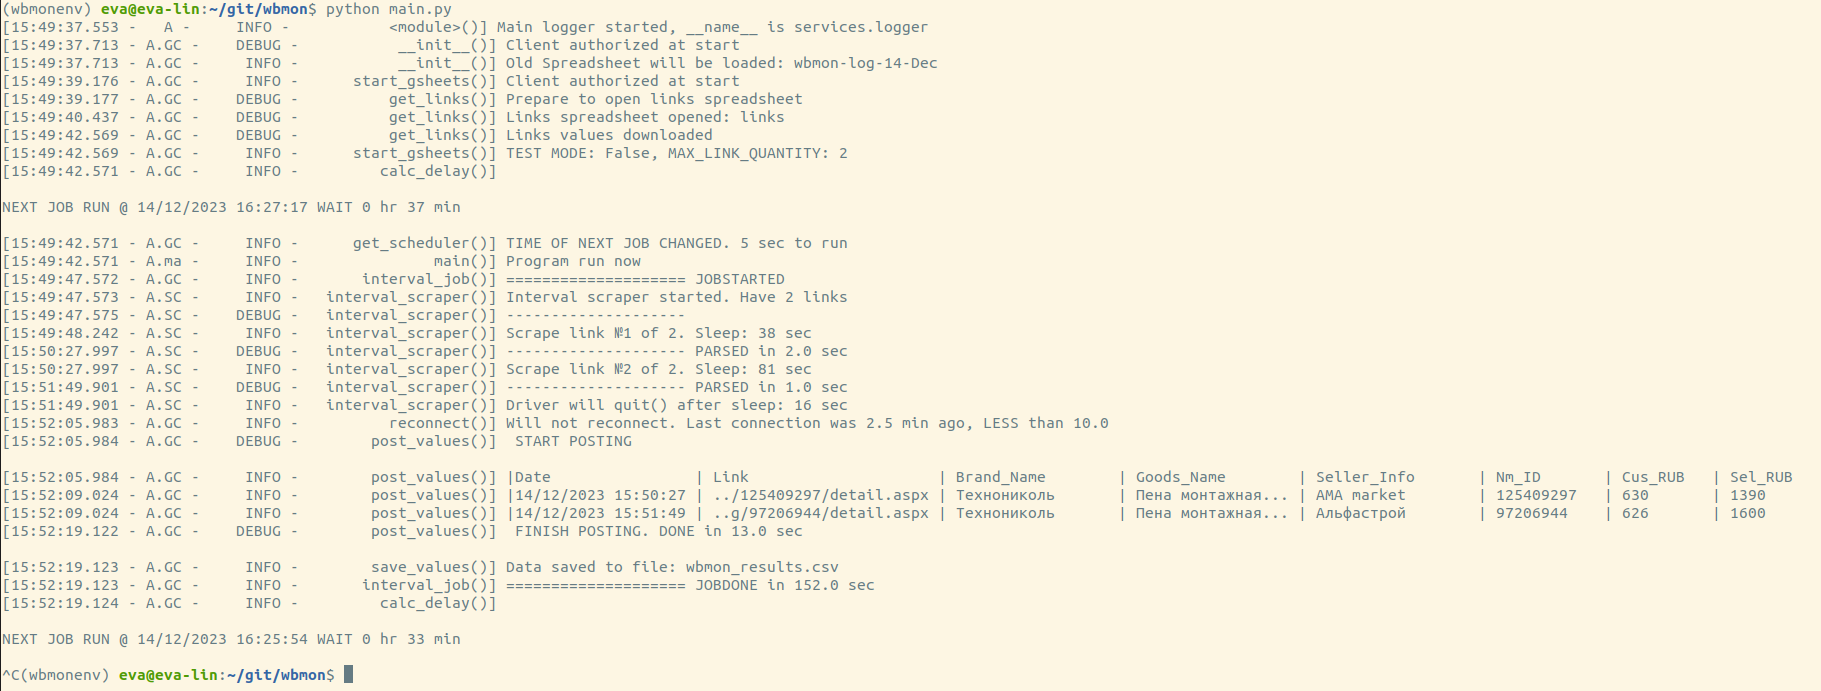 (wbmonenv) eva@eva-lin:~/git/wbmon$ python main.py
[15:49:37.553 -   A -     INFO -          <module>()] Main logger started, __name__ is services.logger
[15:49:37.713 - A.GC -    DEBUG -           __init__()] Client authorized at start
[15:49:37.713 - A.GC -     INFO -           __init__()] Old Spreadsheet will be loaded: wbmon-log-14-Dec
[15:49:39.176 - A.GC -     INFO -      start_gsheets()] Client authorized at start
[15:49:39.177 - A.GC -    DEBUG -          get_links()] Prepare to open links spreadsheet
[15:49:40.437 - A.GC -    DEBUG -          get_links()] Links spreadsheet opened: links
[15:49:42.569 - A.GC -    DEBUG -          get_links()] Links values downloaded
[15:49:42.569 - A.GC -     INFO -      start_gsheets()] TEST MODE: False, MAX_LINK_QUANTITY: 2
[15:49:42.571 - A.GC -     INFO -         calc_delay()]
NEXT JOB RUN @ 14/12/2023 16:27:17 WAIT 0 hr 37 min
[15:49:42.571 - A.GC -     INFO -      get_scheduler()] TIME OF NEXT JOB CHANGED. 5 sec to run
[15:49:42.571 - A.ma -     INFO -               main()] Program run now
[15:49:47.572 - A.GC -     INFO -       interval_job()] ==================== JOBSTARTED
[15:49:47.573 - A.SC -     INFO -   interval_scraper()] Interval scraper started. Have 2 links
[15:49:47.575 - A.SC -    DEBUG -   interval_scraper()] --------------------
[15:49:48.242 - A.SC -     INFO -   interval_scraper()] Scrape link №1 of 2. Sleep: 38 sec
[15:50:27.997 - A.SC -    DEBUG -   interval_scraper()] -------------------- PARSED in 2.0 sec
[15:50:27.997 - A.SC -     INFO -   interval_scraper()] Scrape link №2 of 2. Sleep: 81 sec
[15:51:49.901 - A.SC -    DEBUG -   interval_scraper()] -------------------- PARSED in 1.0 sec
[15:51:49.901 - A.SC -     INFO -   interval_scraper()] Driver will quit() after sleep: 16 sec
[15:52:05.983 - A.GC -     INFO -          reconnect()] Will not reconnect. Last connection was 2.5 min ago, LESS than 10.0
[15:52:05.984 - A.GC -    DEBUG -        post_values()]  START POSTING
[15:52:05.984 - A.GC -     INFO -        post_values()] |Date                | Link                     | Brand_Name        | Goods_Name        | Seller_Info       | Nm_ID       | Cus_RUB   | Sel_RUB
[15:52:09.024 - A.GC -     INFO -        post_values()] |14/12/2023 15:50:27 | ../125409297/detail.aspx | Технониколь       | Пена монтажная... | AMA market        | 125409297   | 630       | 1390
[15:52:09.024 - A.GC -     INFO -        post_values()] |14/12/2023 15:51:49 | ..g/97206944/detail.aspx | Технониколь       | Пена монтажная... | Альфастрой        | 97206944    | 626       | 1600
[15:52:19.122 - A.GC -    DEBUG -        post_values()]  FINISH POSTING. DONE in 13.0 sec
[15:52:19.123 - A.GC -     INFO -        save_values()] Data saved to file: wbmon_results.csv
[15:52:19.123 - A.GC -     INFO -       interval_job()] ==================== JOBDONE in 152.0 sec
[15:52:19.124 - A.GC -     INFO -         calc_delay()]
NEXT JOB RUN @ 14/12/2023 16:25:54 WAIT 0 hr 33 min
^C(wbmonenv) eva@eva-lin:~/git/wbmon$